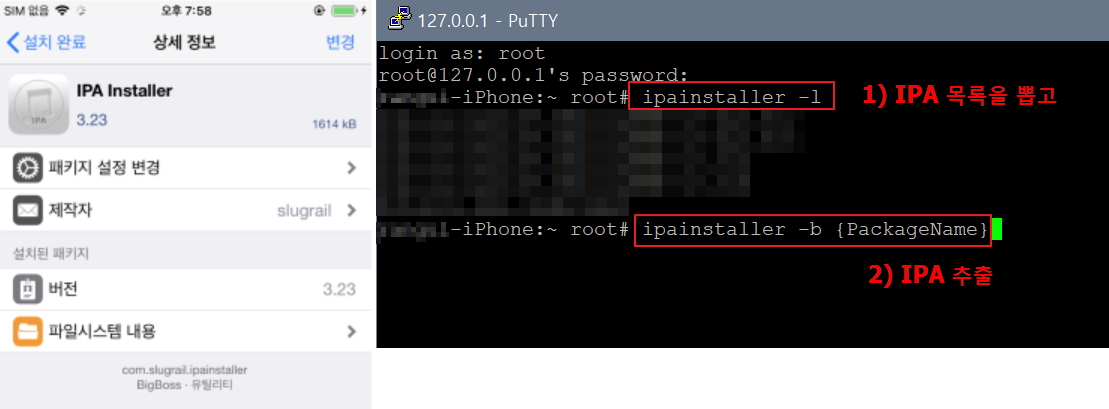 SIM 없음
오후 7:58
설치 완료
상세 정보
변경
IPA
IPA Installer
3.23
1614 kB
패키지 설정 변경
제작자
slugrail
설치된 패키지
버전
3.23
파일시스템 내용
com.slugrail.ipainstaller
BigBoss · 유틸리티
127.0.0.1 - PuTTY
login as: root
root@127.0.0.1's password:
-iPhone:~ root# ipainstaller -l
1) IPA 목록을 뽑고
-iPhone:~ root# ipainstaller -b {PackageName}
2) IPA 추출